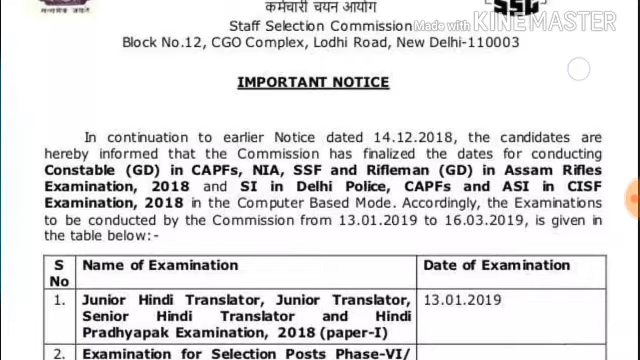 कर्मचारी चयन आयोग
सत्यमेव जयते
SSC
Staff Selection Commission
Made with KINEMASTER
Block No.12, CGO Complex, Lodhi Road, New Delhi-110003
IMPORTANT NOTICE
In continuation to earlier Notice dated 14.12.2018, the candidates are
hereby informed that the Commission has finalized the dates for conducting
Constable (GD) in CAPFs, NIA, SSF and Rifleman (GD) in Assam Rifles
Examination, 2018 and SI in Delhi Police, CAPFs and ASI in CISF
Examination, 2018 in the Computer Based Mode. Accordingly, the Examinations
to be conducted by the Commission from 13.01.2019 to 16.03.2019, is given in
the table below:-
S No
Name of Examination
Date of Examination
1.
Junior Hindi Translator, Junior Translator,
Senior Hindi Translator and Hindi
Pradhyapak Examination, 2018 (paper-I)
13.01.2019
2.
Examination for Selection Posts Phase-VI/